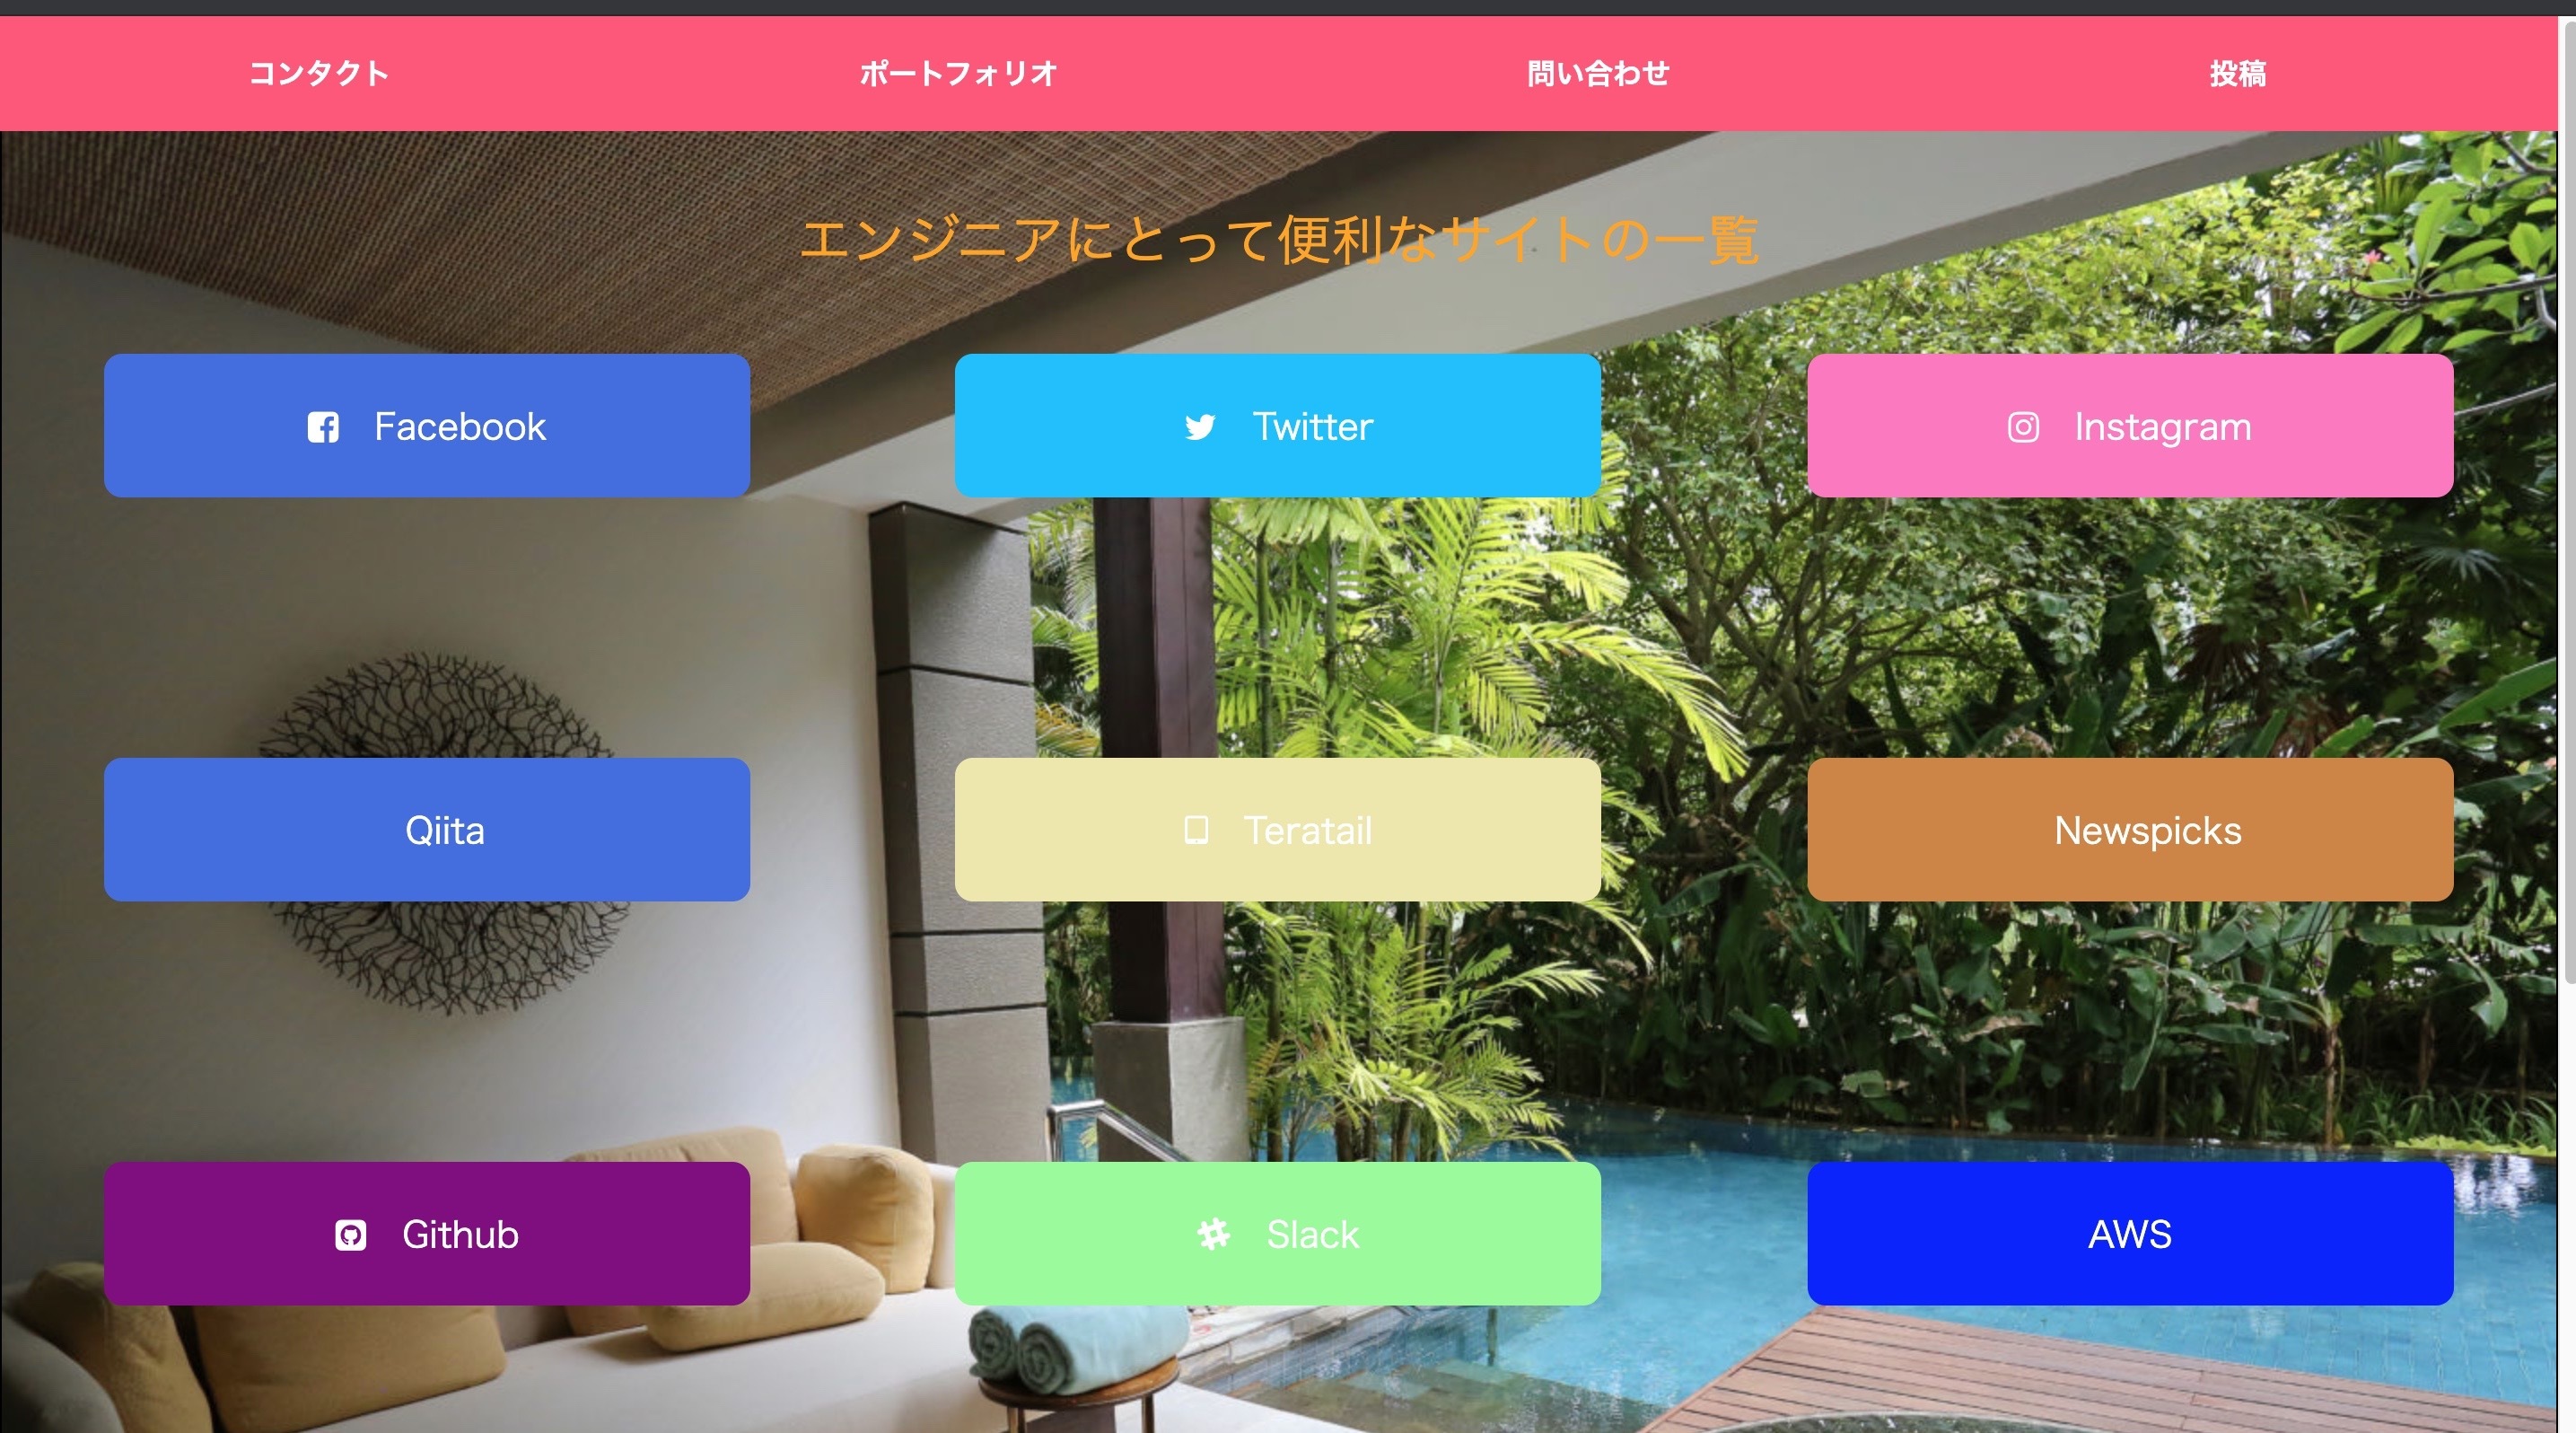 コンタクト ポートフォリオ 問い合わせ 投稿
エンジニアにとって便利なサイトの一覧
Facebook Twitter Instagram
Qiita Teratail Newspicks
Github Slack AWS